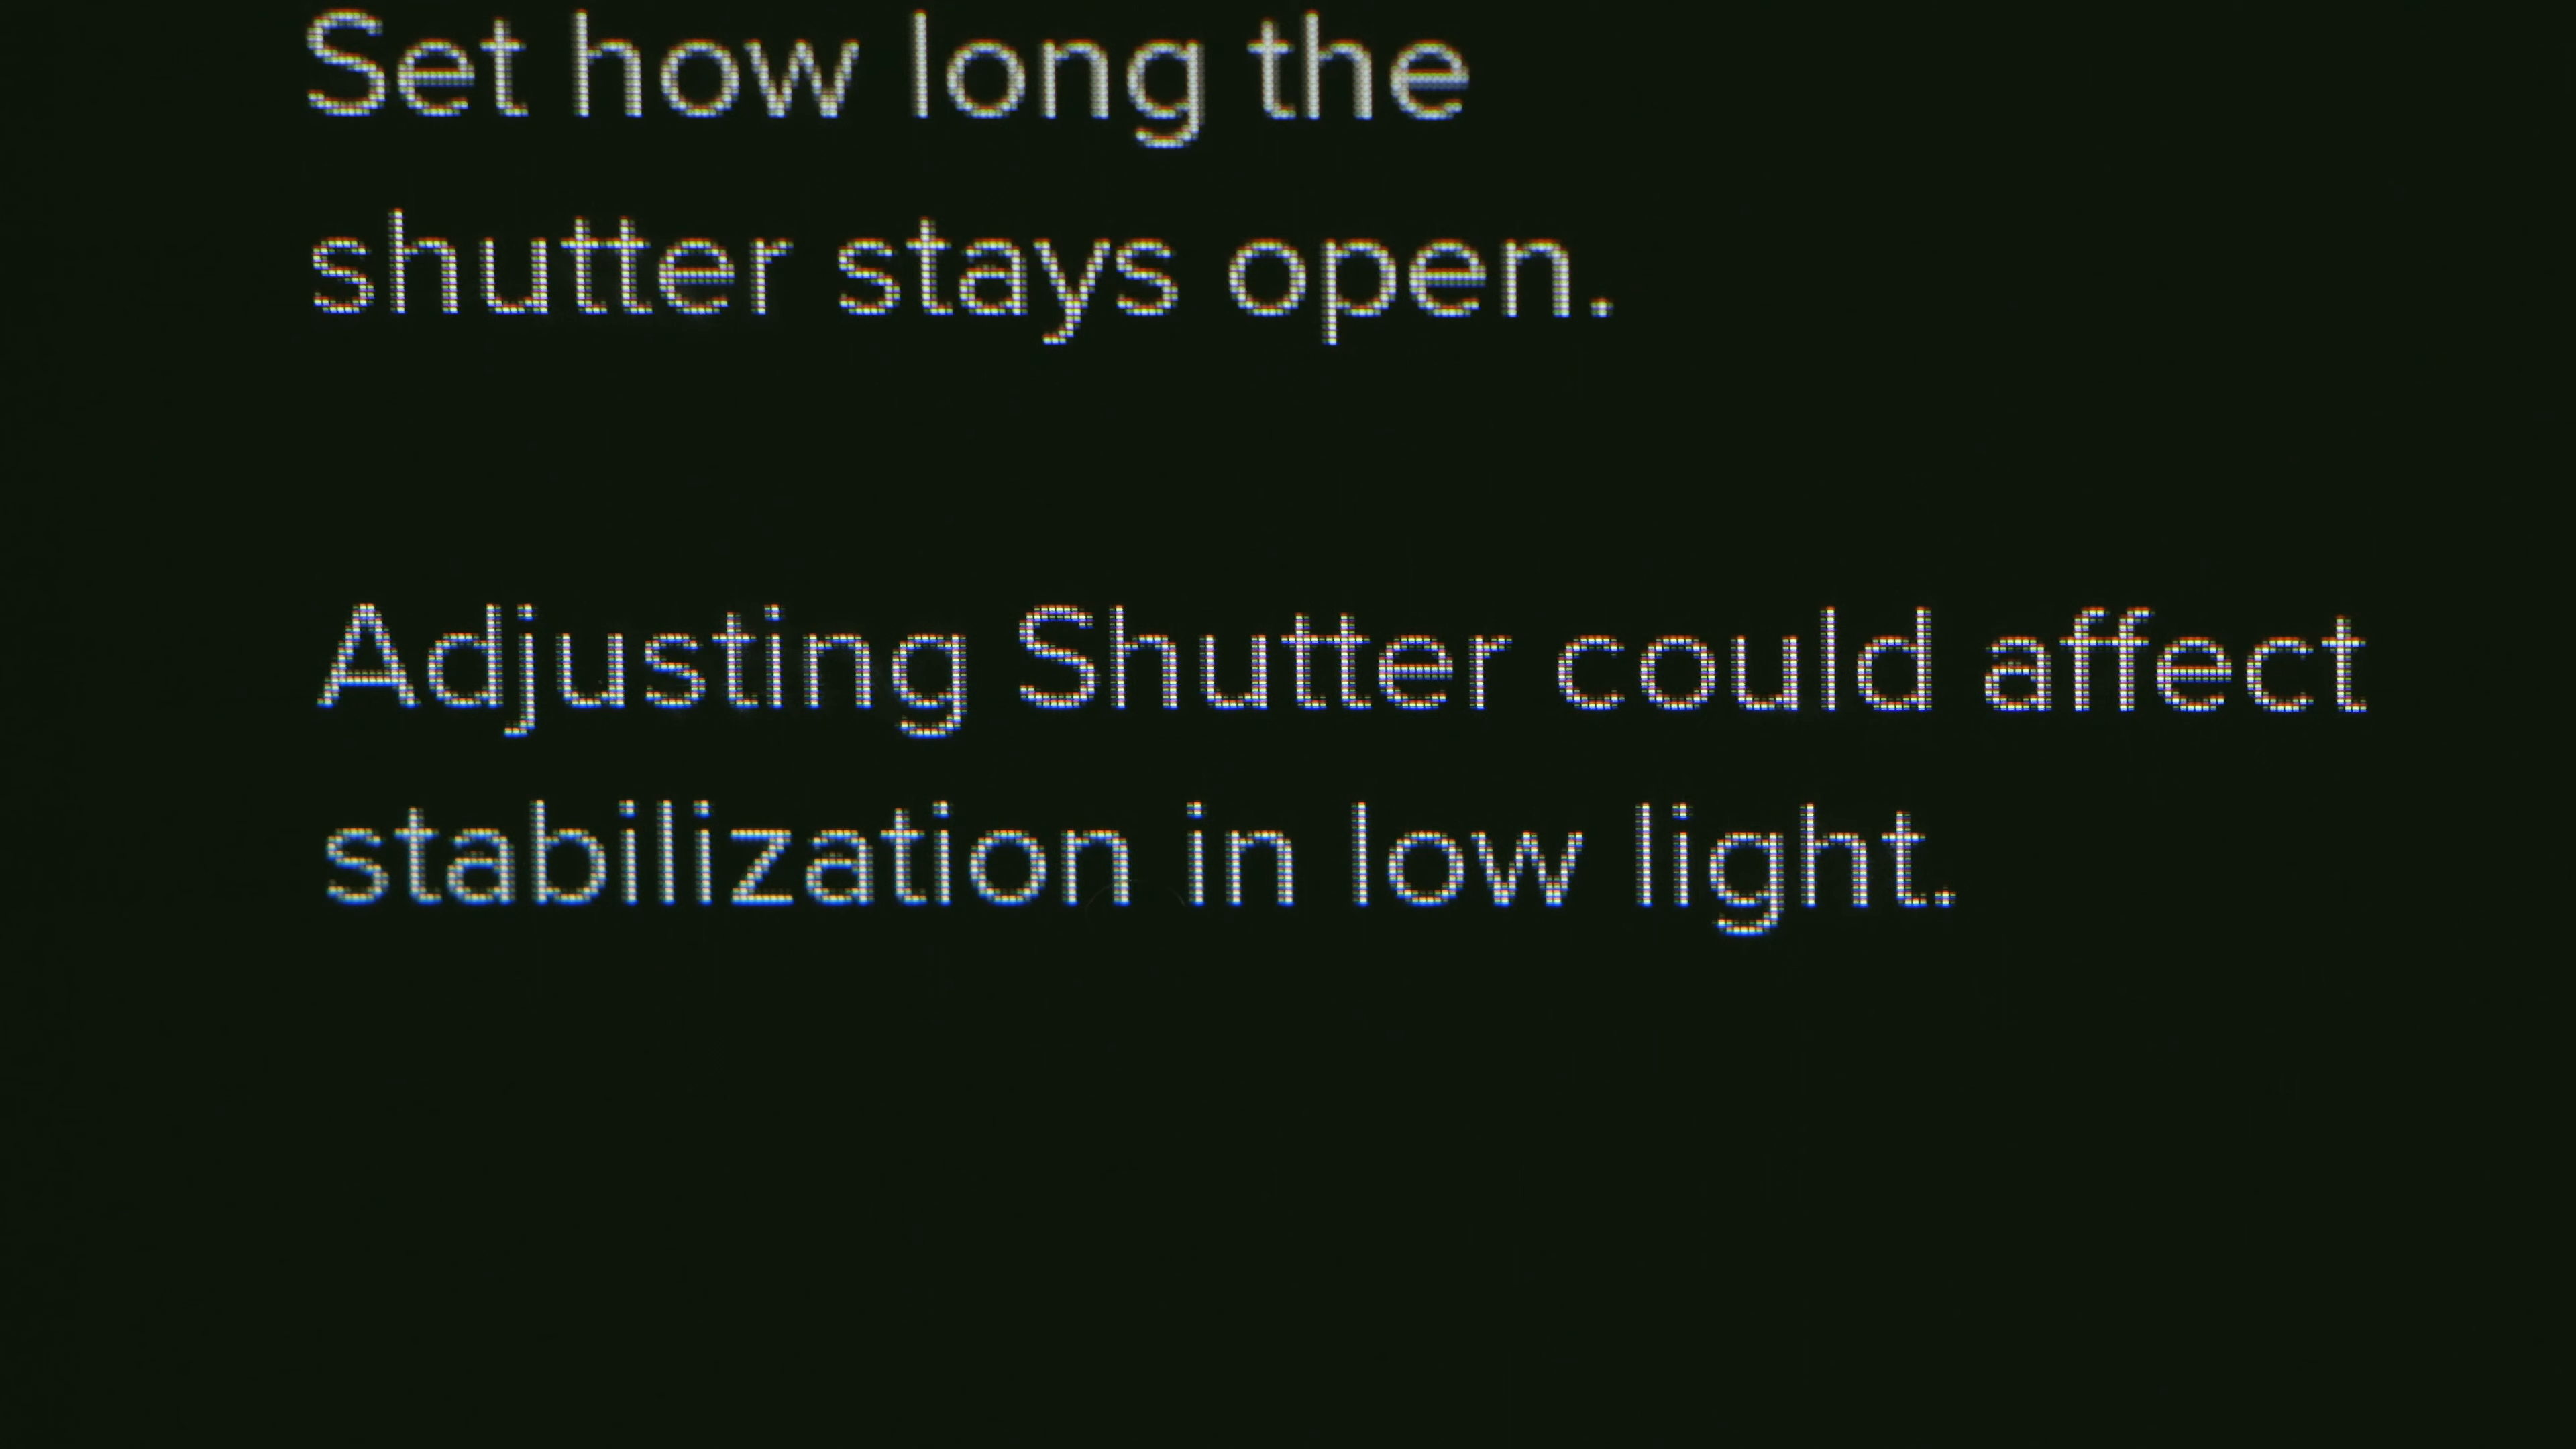 Set how long the
shutter stays open.
Adjusting Shutter could affect
stabilization in low light.